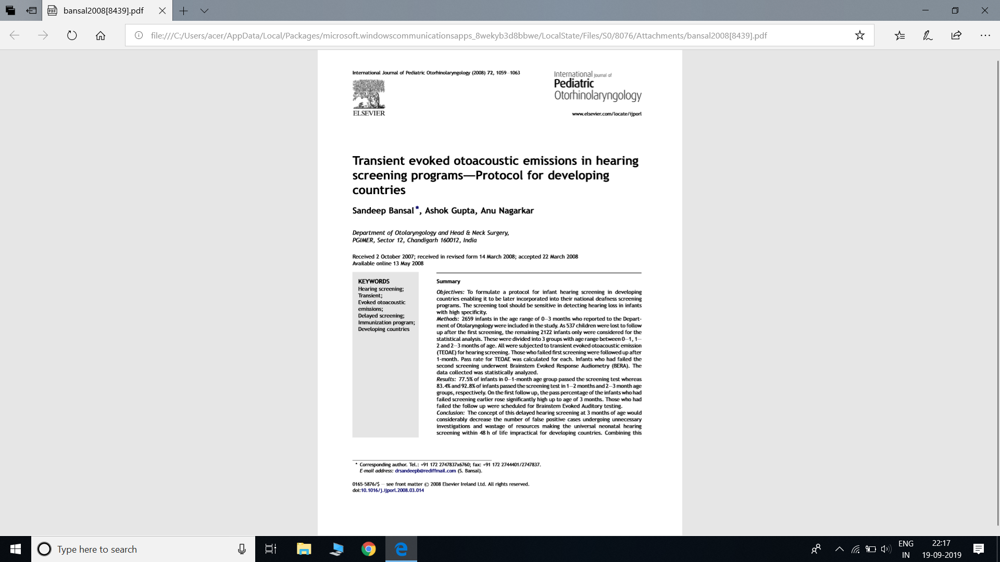 bansal2008[8439].pdf
file:///C:/Users/acer/AppData/Local/Packages/microsoft.windowscommunicationsapps_8wekyb3d8bbwe/LocalState/Files/S0/8076/Attachments/bansal2008[8439].pdf
International Journal of Pediatric Otorhinolaryngology (2008) 72, 1059—1063
ELSEVIER
International Journal of
Pediatric
Otorhinolaryngology
www.elsevier.com/locate/ijporl
Transient evoked otoacoustic emissions in hearing
screening programs—Protocol for developing
countries
Sandeep Bansal*, Ashok Gupta, Anu Nagarkar
Department of Otolaryngology and Head & Neck Surgery,
PGIMER, Sector 12, Chandigarh 160012, India
Received 2 October 2007; received in revised form 14 March 2008; accepted 22 March 2008
Available online 13 May 2008
KEYWORDS
Hearing screening;
Transient;
Evoked otoacoustic
emissions;
Delayed screening;
Immunization program;
Developing countries
Summary
Objectives: To formulate a protocol for infant hearing screening in developing
countries enabling it to be later incorporated into their national deafness screening
programs. The screening tool should be sensitive in detecting hearing loss in infants
with high specificity.
Methods: 2659 infants in the age range of 0—3 months who reported to the Depart-
ment of Otolaryngology were included in the study. As 537 children were lost to follow
up after the first screening, the remaining 2122 infants only were considered for the
statistical analysis. These were divided into 3 groups with age range between 0—1, 1—
2 and 2—3 months of age. All were subjected to transient evoked otoacoustic emission
(TEOAE) for hearing screening. Those who failed first screening were followed up after
1-month. Pass rate for TEOAE was calculated for each. Infants who had failed the
second screening underwent Brainstem Evoked Response Audiometry (BERA). The
data collected was statistically analyzed.
Results: 77.5% of infants in 0—1-month age group passed the screening test whereas
83.4% and 92.8% of infants passed the screening test in 1—2 months and 2—3 month age
groups, respectively. On the first follow up, the pass percentage of the infants who had
failed screening earlier rose significantly high up to age of 3 months. Those who had
failed the follow up were scheduled for Brainstem Evoked Auditory testing.
Conclusion: The concept of this delayed hearing screening at 3 months of age would
considerably decrease the number of false positive cases undergoing unnecessary
investigations and wastage of resources making the universal neonatal hearing
screening within 48 h of life impractical for developing countries. Combining this
* Corresponding author. Tel.: +91 172 2747837x6760; fax: +91 172 2744401/2747837.
E-mail address: drsandeepb@rediffmail.com (S. Bansal).
0165-5876/$ — see front matter © 2008 Elsevier Ireland Ltd. All rights reserved.
doi:10.1016/j.ijporl.2008.03.014
Type here to search
ENG
IN
22:17
19-09-2019